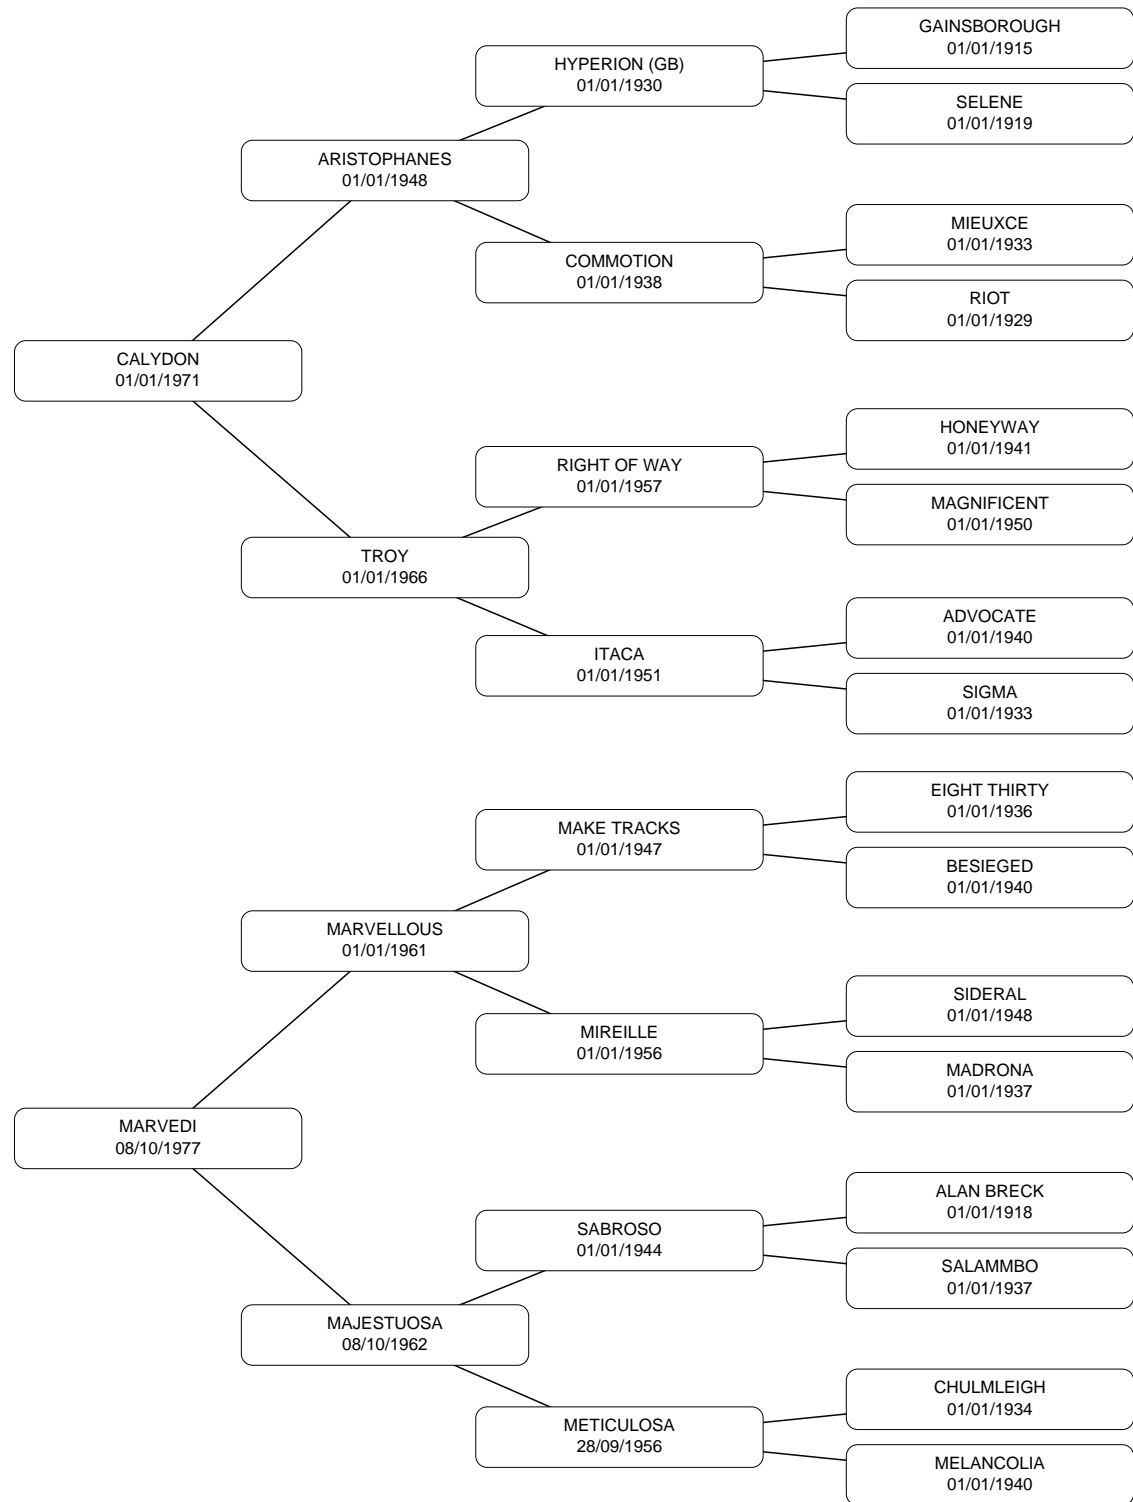 GAINSBOROUGH
01/01/1915
HYPERION (GB)
01/01/1930
SELENE
01/01/1919
ARISTOPHANES
01/01/1948
MIEUXCE
01/01/1933
COMMOTION
01/01/1938
RIOT
01/01/1929
CALYDON
01/01/1971
HONEYWAY
01/01/1941
RIGHT OF WAY
01/01/1957
MAGNIFICENT
01/01/1950
TROY
01/01/1966
ADVOCATE
01/01/1940
ITACA
01/01/1951
SIGMA
01/01/1933
EIGHT THIRTY
01/01/1936
MAKE TRACKS
01/01/1947
BESIEGED
01/01/1940
MARVELLOUS
01/01/1961
SIDERAL
01/01/1948
MIREILLE
01/01/1956
MADRONA
01/01/1937
MARVEDI
08/10/1977
ALAN BRECK
01/01/1918
SABROSO
01/01/1944
SALAMMBO
01/01/1937
MAJESTUOSA
08/10/1962
CHULMLEIGH
01/01/1934
METICULOSA
28/09/1956
MELANCOLIA
01/01/1940